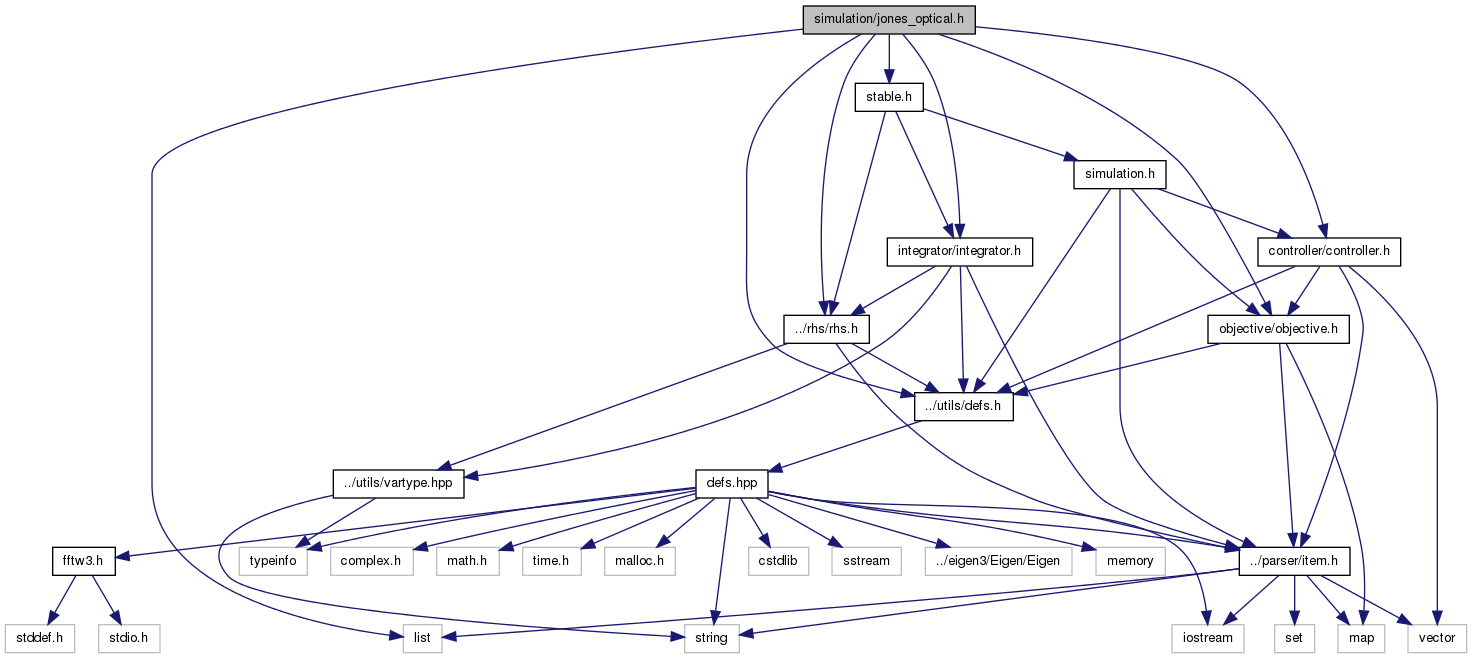 simulation/jones_optical.h
stable.h
simulation.h
integrator/integrator.h
controller/controller.h
../rhs/rhs.h
objective/objective.h
../utils/defs.h
../utils/vartype.hpp
defs.hpp
fftw3.h
typeinfo
complex.h
math.h
time.h
malloc.h
cstdlib
sstream
../eigen3/Eigen/Eigen
memory
../parser/item.h
stddef.h
stdio.h
list
string
iostream
set
map
vector